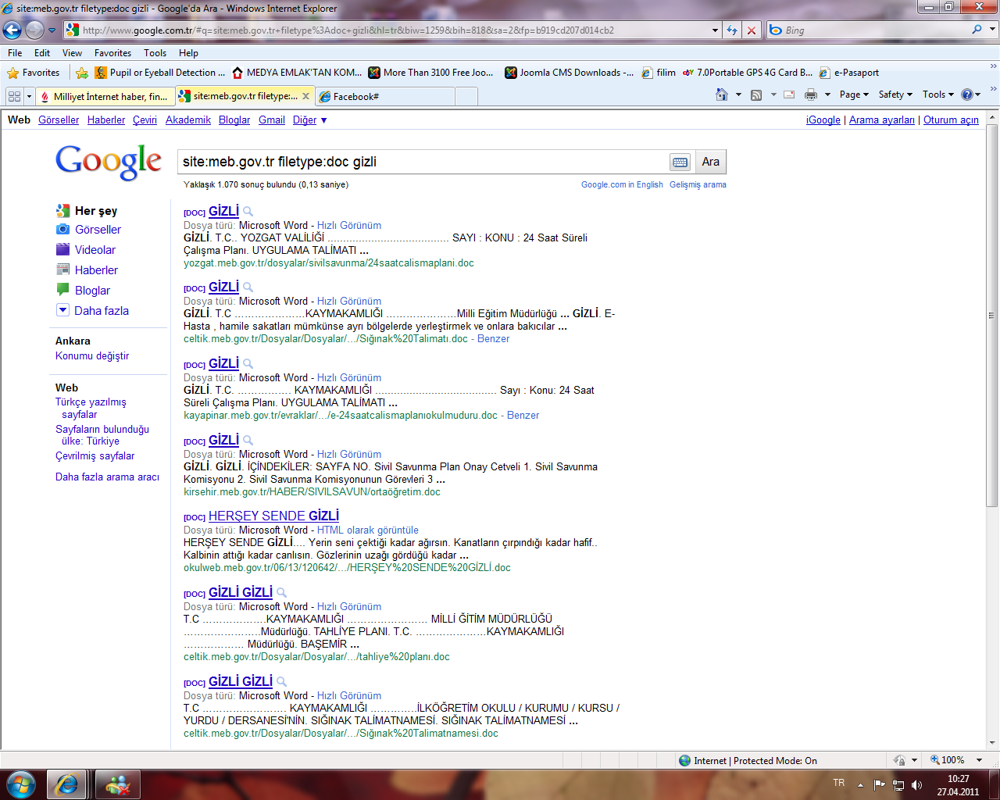 site:meb.gov.tr filetype:doc gizli - Google'da Ara - Windows Internet Explorer
http://www.google.com.tr/#q=site:meb.gov.tr+filetype%3Adoc+gizli&hl=tr&biw=1259&bih=818&sa=2&fp=b919cd207d014cb2
Bing
File Edit View Favorites Tools Help
Favorites Pupil or Eyeball Detection ... MEDYA EMLAK'TAN KOM... More Than 3100 Free Joo... Joomla CMS Downloads -... filim 7.0Portable GPS 4G Card B... e-Pasaport
Milliyet İnternet haber, fin... site:meb.gov.tr filetype:... Facebook# Page Safety Tools
Web Görseller Haberler Çeviri Akademik Bloglar Gmail Diğer ▼ iGoogle | Arama ayarları | Oturum açın
Google site:meb.gov.tr filetype:doc gizli Ara
Yaklaşık 1.070 sonuç bulundu (0,13 saniye) Google.com in English Gelişmiş arama
Her şey
Görseller
Videolar
Haberler
Bloglar
Daha fazla
Ankara
Konumu değiştir
Web
Türkçe yazılmış
sayfalar
Sayfaların bulunduğu
ülke: Türkiye
Çevrilmiş sayfalar
Daha fazla arama aracı
[DOC] GİZLİ
Dosya türü: Microsoft Word - Hızlı Görünüm
GİZLİ. T.C.. YOZGAT VALİLİĞİ ....................................... SAYI : KONU : 24 Saat Süreli
Çalışma Planı. UYGULAMA TALİMATI ...
yozgat.meb.gov.tr/dosyalar/sivilsavunma/24saatcalismaplani.doc
[DOC] GİZLİ
Dosya türü: Microsoft Word - Hızlı Görünüm
GİZLİ. T.C …………………KAYMAKAMLIĞI …………………Milli Eğitim Müdürlüğü ... GİZLİ. E-
Hasta , hamile sakatları mümkünse ayrı bölgelerde yerleştirmek ve onlara bakıcılar ...
celtik.meb.gov.tr/Dosyalar/Dosyalar/.../Sığınak%20Talimatı.doc - Benzer
[DOC] GİZLİ
Dosya türü: Microsoft Word - Hızlı Görünüm
GİZLİ. T.C. ……………. KAYMAKAMLIĞI ....................................... Sayı : Konu: 24 Saat
Süreli Çalışma Planı. UYGULAMA TALİMATI ...
kayapinar.meb.gov.tr/evraklar/.../e-24saatcalismaplanıokulmuduru.doc - Benzer
[DOC] GİZLİ
Dosya türü: Microsoft Word - Hızlı Görünüm
GİZLİ. GİZLİ. İÇİNDEKİLER: SAYFA NO. Sivil Savunma Plan Onay Cetveli 1. Sivil Savunma
Komisyonu 2. Sivil Savunma Komisyonunun Görevleri 3 ...
kirsehir.meb.gov.tr/HABER/SIVILSAVUN/ortaöğretim.doc
[DOC] HERŞEY SENDE GİZLİ
Dosya türü: Microsoft Word - HTML olarak görüntüle
HERŞEY SENDE GİZLİ.... Yerin seni çektiği kadar ağırsın. Kanatların çırpındığı kadar hafif..
Kalbinin attığı kadar canlısın. Gözlerinin uzağı gördüğü kadar ...
okulweb.meb.gov.tr/06/13/120642/.../HERŞEY%20SENDE%20GİZLİ.doc
[DOC] GİZLİ GİZLİ
Dosya türü: Microsoft Word - Hızlı Görünüm
T.C ……………….KAYMAKAMLIĞI …………………… MİLLİ ĞİTİM MÜDÜRLÜĞÜ
…………………..Müdürlüğü. TAHLİYE PLANI. T.C. …………………KAYMAKAMLIĞI
……………… Müdürlüğü. BAŞEMİR ...
celtik.meb.gov.tr/Dosyalar/Dosyalar/.../tahliye%20planı.doc
[DOC] GİZLİ GİZLİ
Dosya türü: Microsoft Word - Hızlı Görünüm
T.C ……………………. KAYMAKAMLIĞI …………..İLKÖĞRETİM OKULU / KURUMU / KURSU /
YURDU / DERSANESİ'NİN. SIĞINAK TALİMATNAMESİ. SIĞINAK TALİMATNAMESİ ...
celtik.meb.gov.tr/Dosyalar/Dosyalar/.../Sığınak%20Talimatnamesi.doc
Internet | Protected Mode: On 100%
TR 10:27
27.04.2011